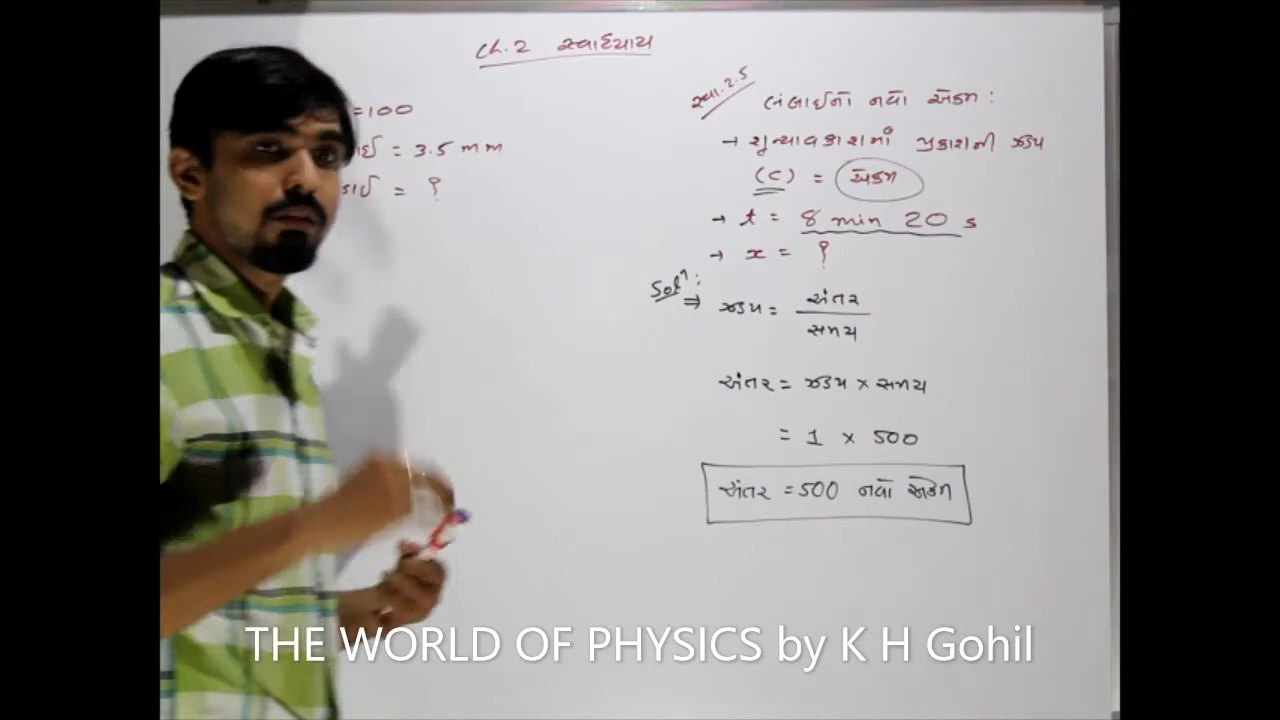 Ch. 2 સ્વાધ્યાય
=100
ાઈ = 3.5 mm
ડાઈ = ?
સ્વા. 2.5
લંબાઈનો નવો એકમ :
→ શૂન્યાવકાશમાં પ્રકાશની ઝડપ
(c) = એકમ
→ t = 8 min 20 s
→ x = ?
Solⁿ :
⇒ ઝડપ = અંતર / સમય
અંતર = ઝડપ × સમય
= 1 × 500
અંતર = 500 નવો એકમ
THE WORLD OF PHYSICS by K H Gohil